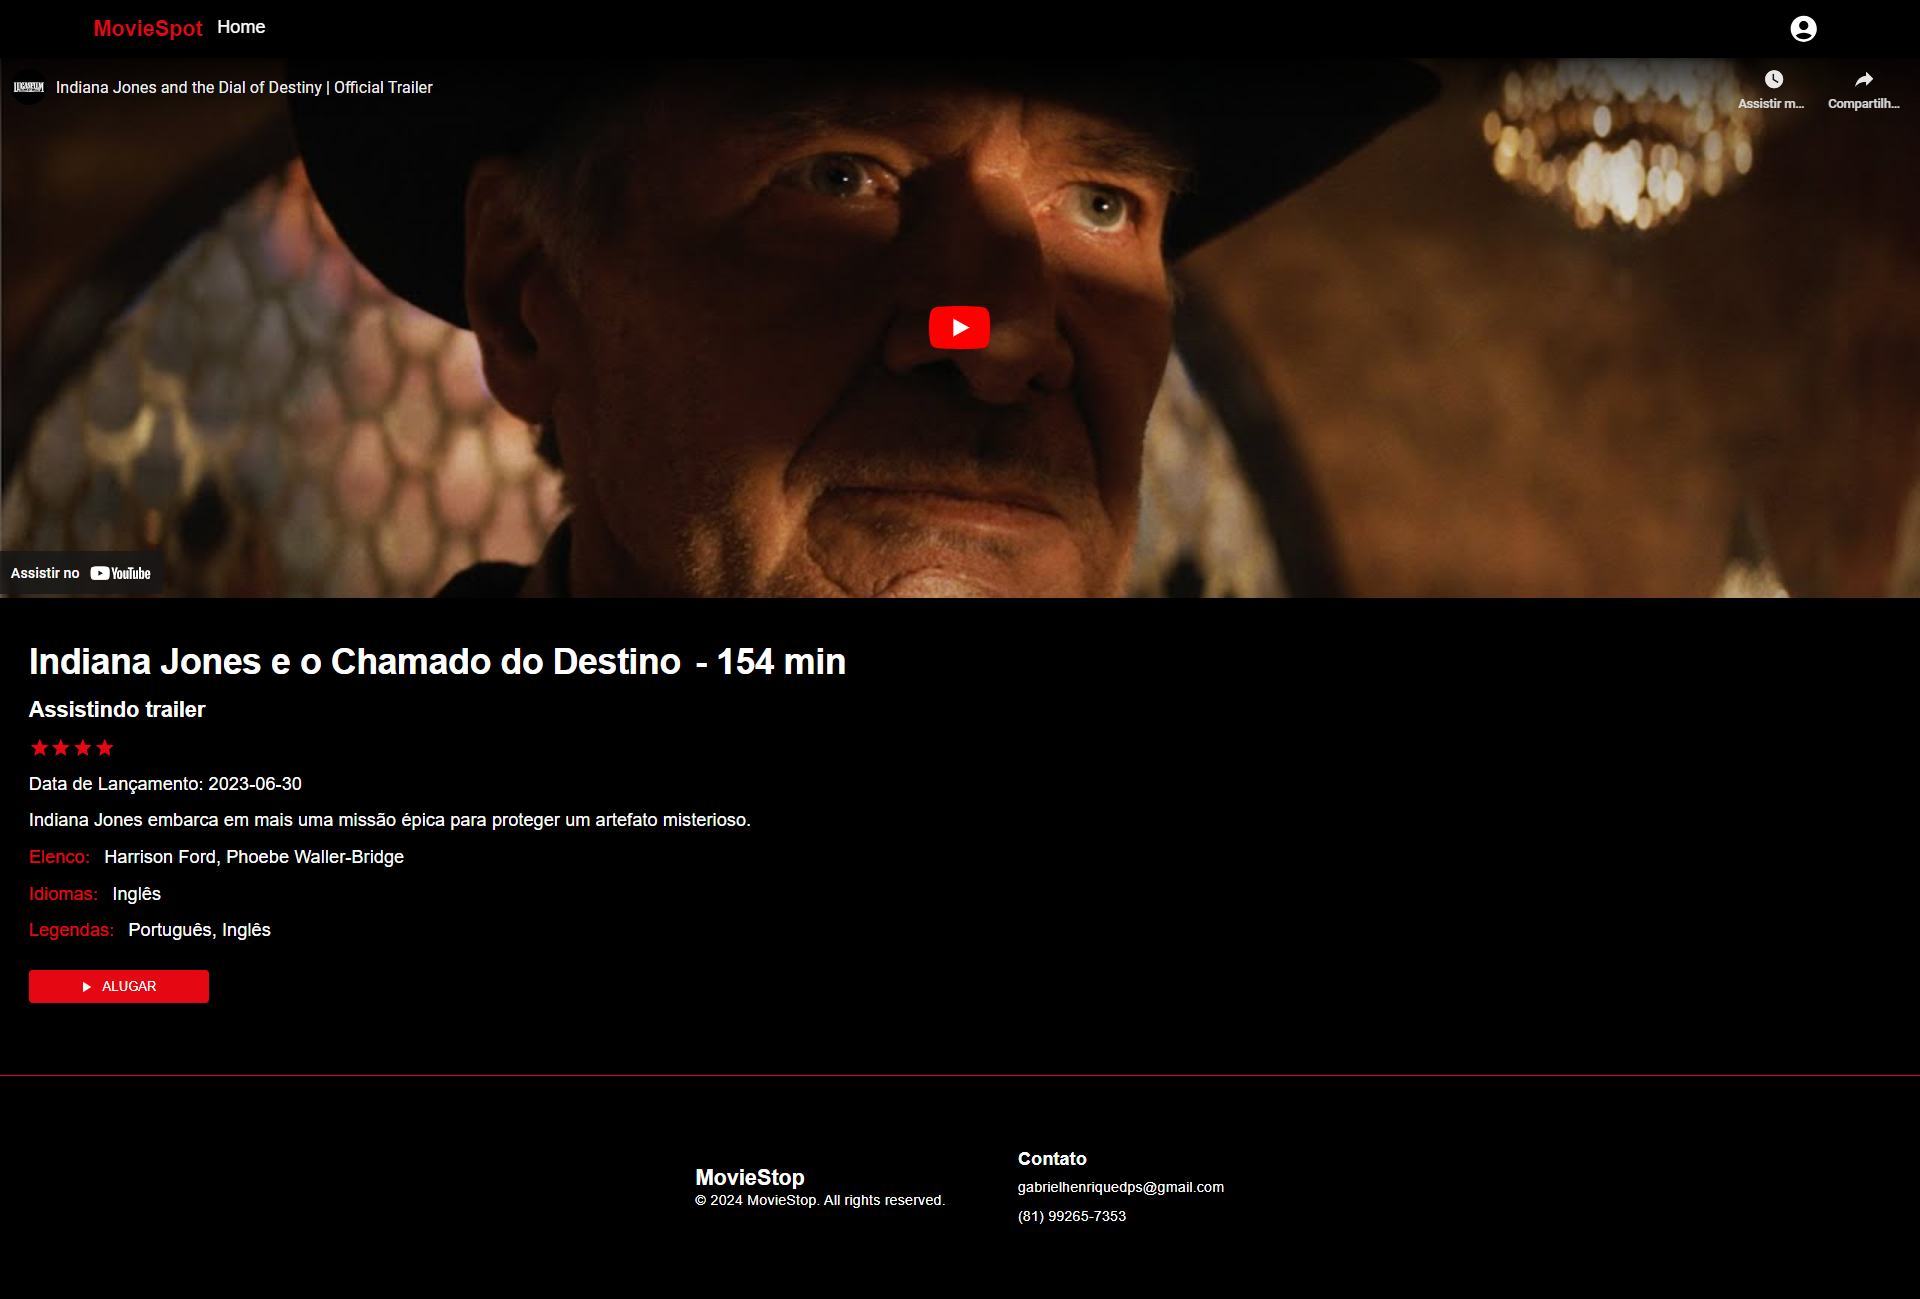 MovieSpot Home
LUCASFILM Indiana Jones and the Dial of Destiny | Official Trailer
Assistir m... Compartilh...
Assistir no YouTube
Indiana Jones e o Chamado do Destino - 154 min
Assistindo trailer
Data de Lançamento: 2023-06-30
Indiana Jones embarca em mais uma missão épica para proteger um artefato misterioso.
Elenco: Harrison Ford, Phoebe Waller-Bridge
Idiomas: Inglês
Legendas: Português, Inglês
ALUGAR
MovieStop
© 2024 MovieStop. All rights reserved.
Contato
gabrielhenriquedps@gmail.com
(81) 99265-7353